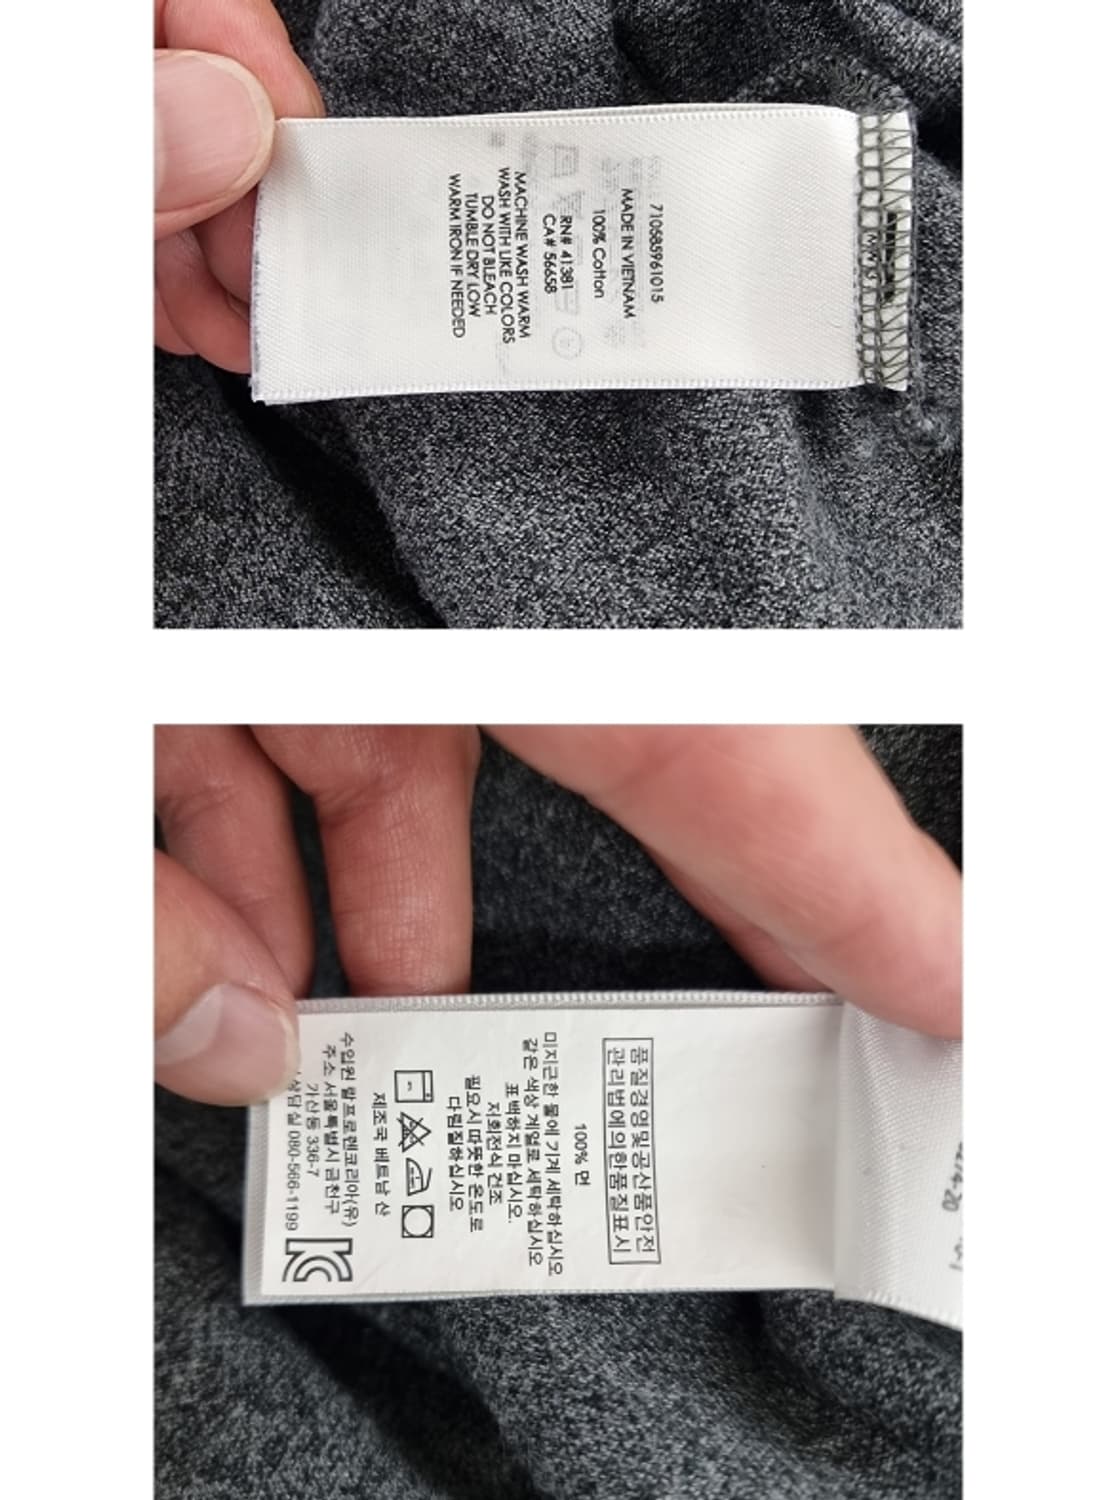 710685961015
MADE IN VIETNAM
100% Cotton
RN# 41381
CA# 56658
MACHINE WASH WARM
WASH WITH LIKE COLORS
DO NOT BLEACH
TUMBLE DRY LOW
WARM IRON IF NEEDED
품질경영및공산품안전
관리법에의한품질표시
100% 면
미지근한 물에 기계 세탁하십시오
같은 색상 계열로 세탁하십시오
표백하지 마십시오.
저회전식 건조
필요시 따뜻한 온도로
다림질하십시오
제조국 베트남 산
수입원 랄프로렌코리아(유)
주소 서울특별시 금천구
가산동 336-7
상담실 080-566-1199